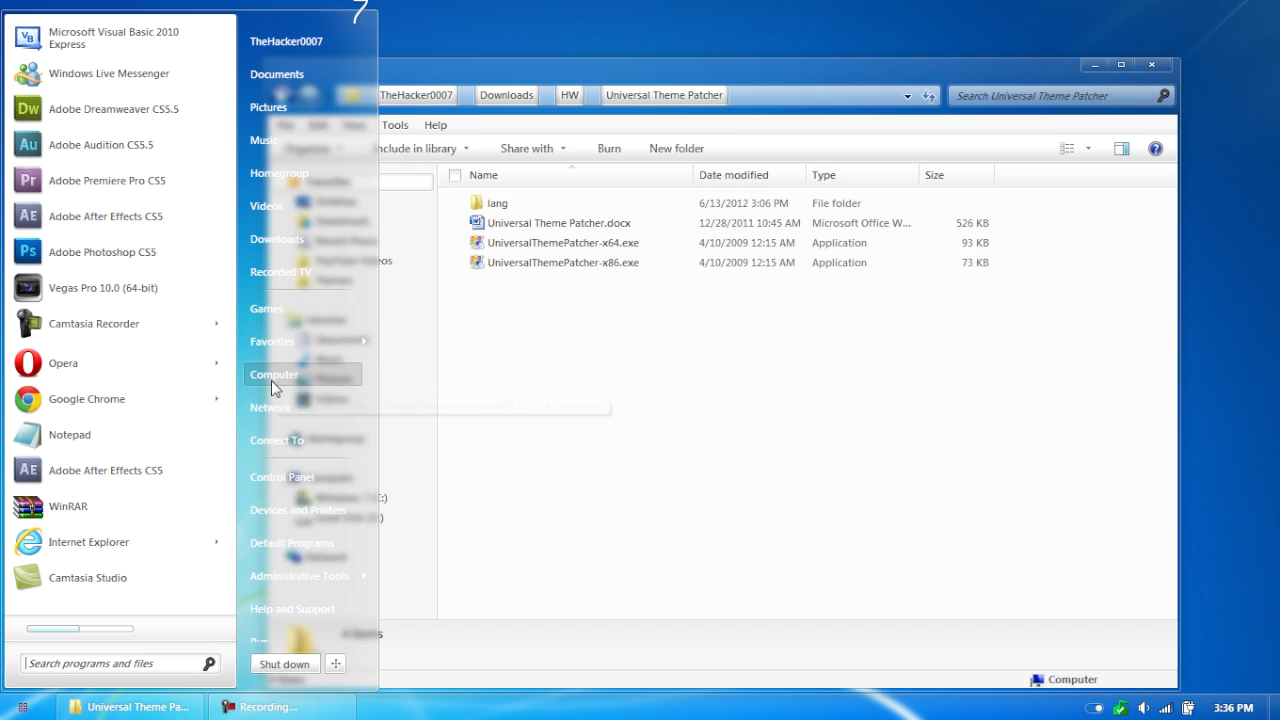 7
Microsoft Visual Basic 2010
Express
Windows Live Messenger
Adobe Dreamweaver CS5.5
Adobe Audition CS5.5
Adobe Premiere Pro CS5
Adobe After Effects CS5
Adobe Photoshop CS5
Vegas Pro 10.0 (64-bit)
Camtasia Recorder
Opera
Google Chrome
Notepad
Adobe After Effects CS5
WinRAR
Internet Explorer
Camtasia Studio
Search programs and files
TheHacker0007
Documents
Pictures
Music
Homegroup
Videos
Downloads
Recorded TV
Games
Favorites
Computer
Network
Connect To
Control Panel
Devices and Printers
Default Programs
Administrative Tools
Help and Support
Run
Shut down
TheHacker0007 Downloads HW Universal Theme Patcher
Search Universal Theme Patcher
Tools Help
Include in library Share with Burn New folder
Name Date modified Type Size
lang 6/13/2012 3:06 PM File folder
Universal Theme Patcher.docx 12/28/2011 10:45 AM Microsoft Office W... 526 KB
UniversalThemePatcher-x64.exe 4/10/2009 12:15 AM Application 93 KB
UniversalThemePatcher-x86.exe 4/10/2009 12:15 AM Application 73 KB
Computer
Universal Theme Pa...
Recording...
3:36 PM